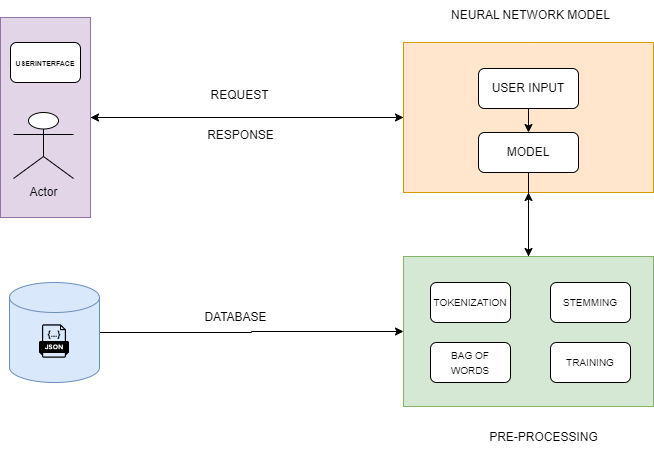 NEURAL NETWORK MODEL
USERINTERFACE
USER INPUT
REQUEST
RESPONSE
MODEL
Actor
{...}
JSON
DATABASE
TOKENIZATION
STEMMING
BAG OF
WORDS
TRAINING
PRE-PROCESSING